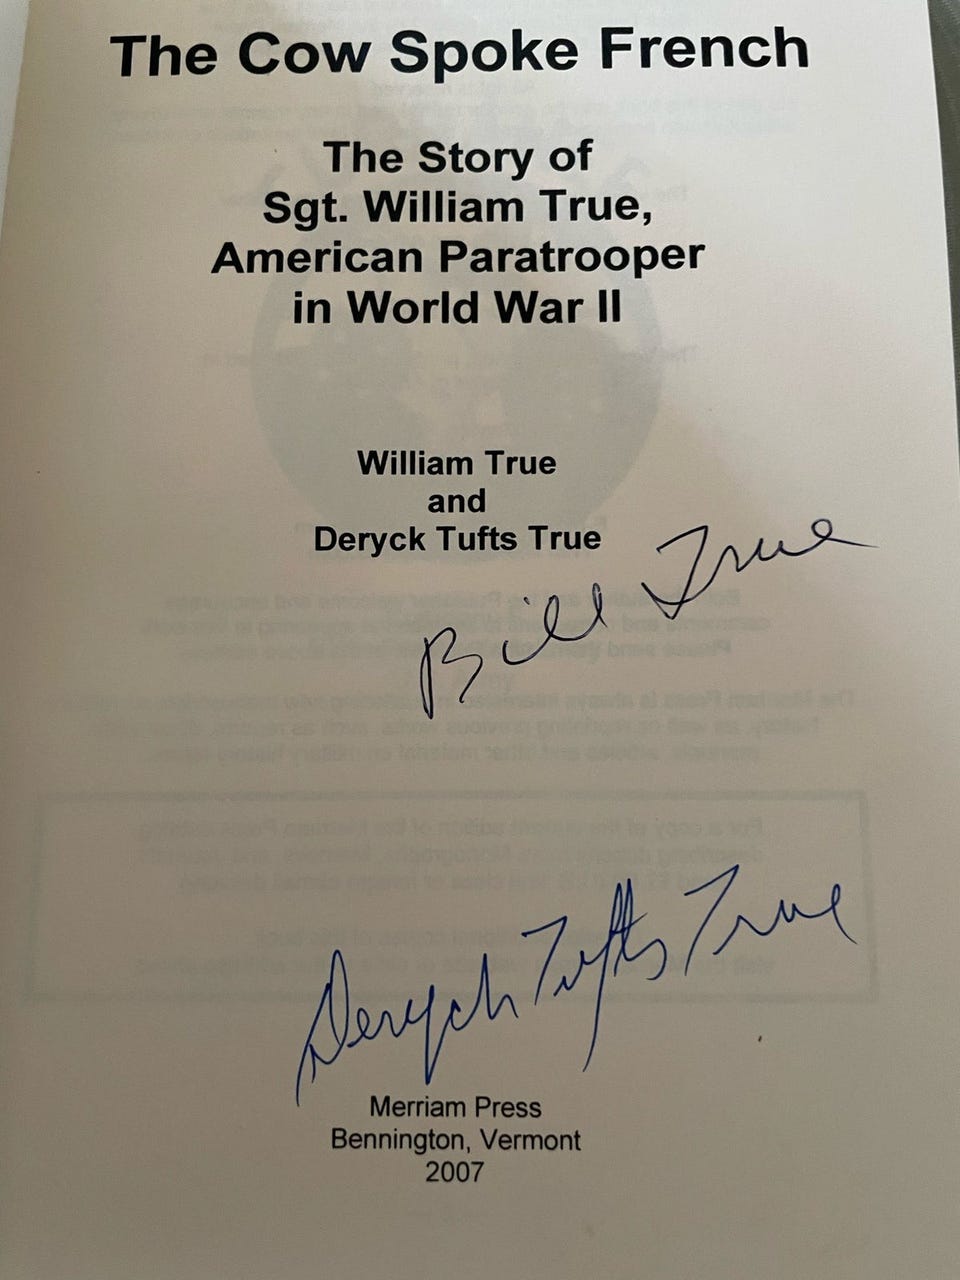 The Cow Spoke French
The Story of
Sgt. William True,
American Paratrooper
in World War II
William True
and
Deryck Tufts True
Bill True
Deryck Tufts True
Merriam Press
Bennington, Vermont
2007